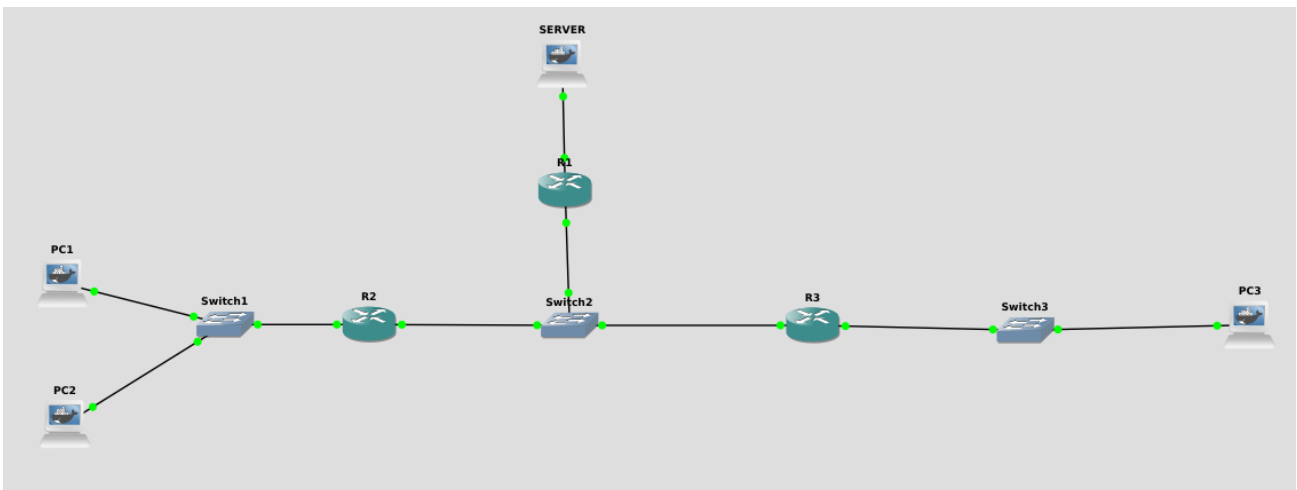 SERVER
R1
PC1
Switch1
R2
Switch2
R3
Switch3
PC3
PC2